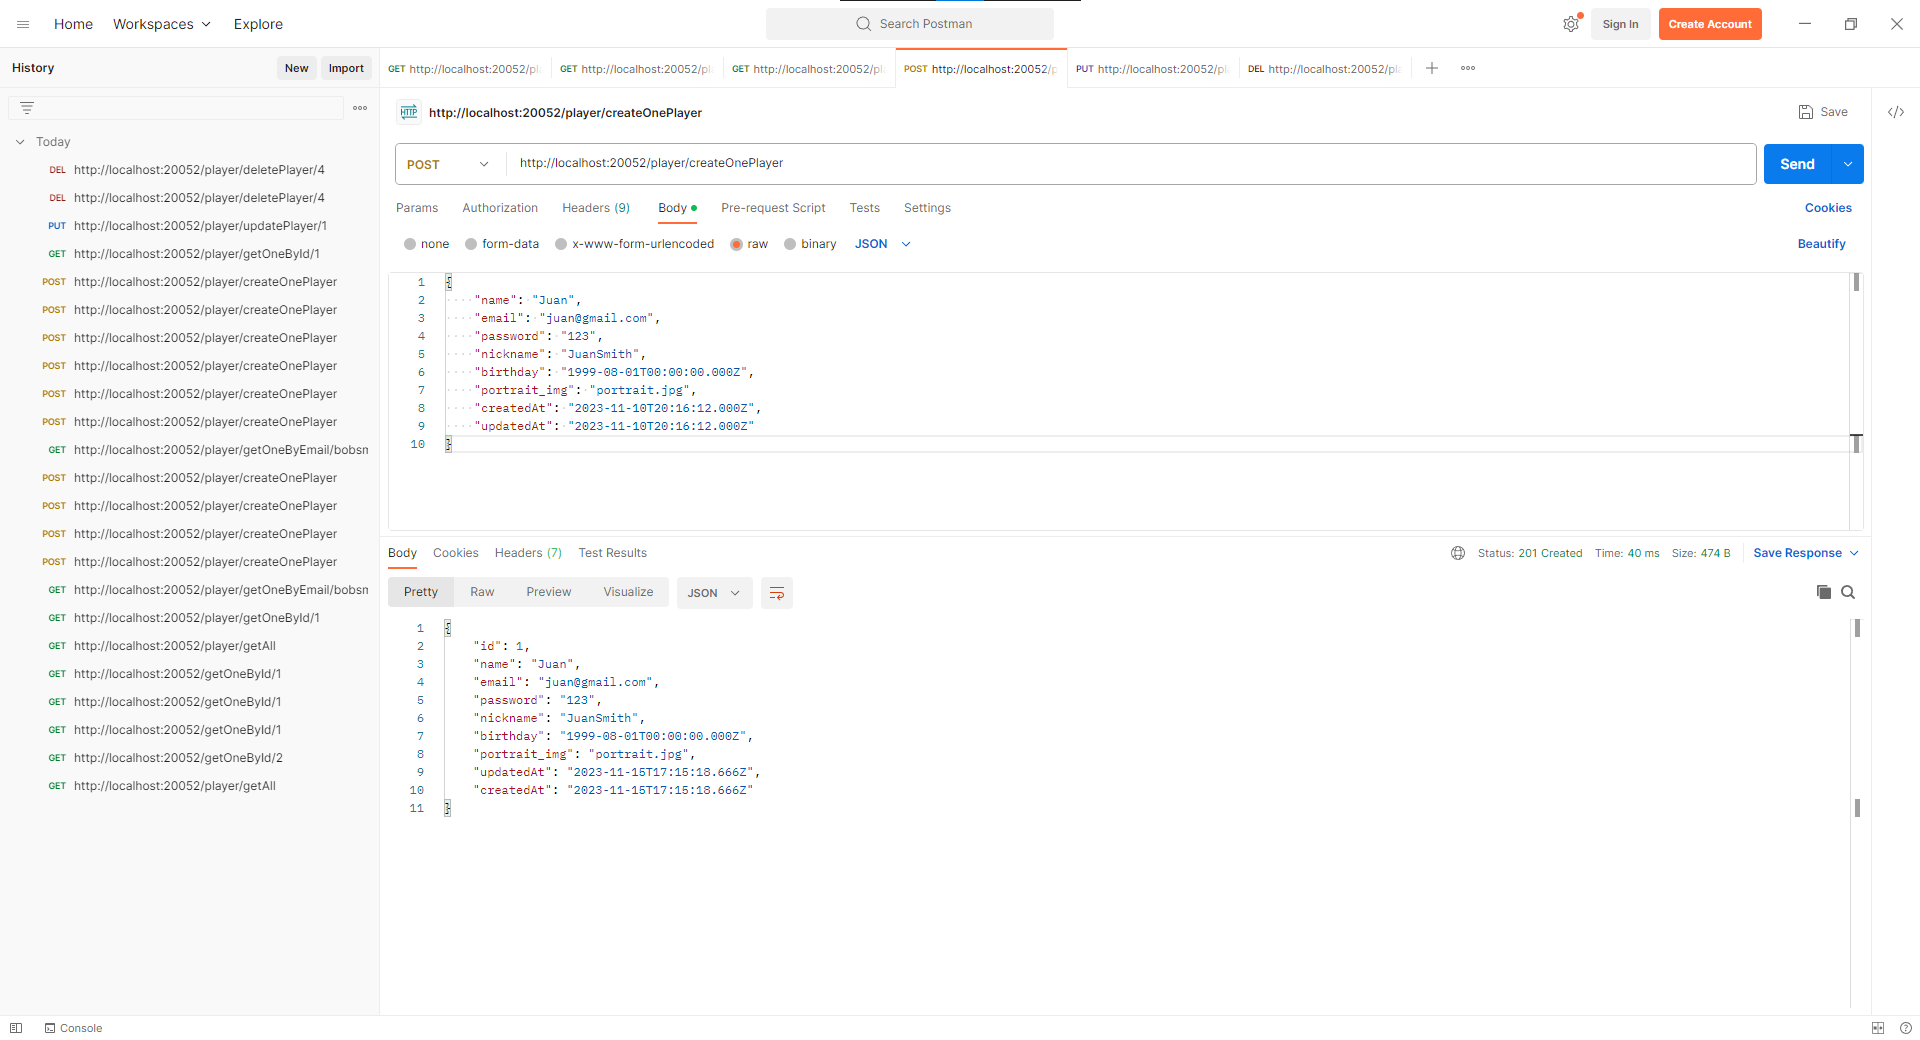 Home Workspaces Explore Search Postman Sign In Create Account
History New Import
GET http://localhost:20052/pl GET http://localhost:20052/pl GET http://localhost:20052/pl POST http://localhost:20052/p PUT http://localhost:20052/pl DEL http://localhost:20052/pl
Today
DEL http://localhost:20052/player/deletePlayer/4
DEL http://localhost:20052/player/deletePlayer/4
PUT http://localhost:20052/player/updatePlayer/1
GET http://localhost:20052/player/getOneById/1
POST http://localhost:20052/player/createOnePlayer
POST http://localhost:20052/player/createOnePlayer
POST http://localhost:20052/player/createOnePlayer
POST http://localhost:20052/player/createOnePlayer
POST http://localhost:20052/player/createOnePlayer
POST http://localhost:20052/player/createOnePlayer
GET http://localhost:20052/player/getOneByEmail/bobsm
POST http://localhost:20052/player/createOnePlayer
POST http://localhost:20052/player/createOnePlayer
POST http://localhost:20052/player/createOnePlayer
POST http://localhost:20052/player/createOnePlayer
GET http://localhost:20052/player/getOneByEmail/bobsm
GET http://localhost:20052/player/getOneById/1
GET http://localhost:20052/player/getAll
GET http://localhost:20052/getOneById/1
GET http://localhost:20052/getOneById/1
GET http://localhost:20052/getOneById/1
GET http://localhost:20052/getOneById/2
GET http://localhost:20052/player/getAll
HTTP http://localhost:20052/player/createOnePlayer Save
POST http://localhost:20052/player/createOnePlayer Send
Params Authorization Headers (9) Body Pre-request Script Tests Settings Cookies
none form-data x-www-form-urlencoded raw binary JSON Beautify
1 {
2 "name": "Juan",
3 "email": "juan@gmail.com",
4 "password": "123",
5 "nickname": "JuanSmith",
6 "birthday": "1999-08-01T00:00:00.000Z",
7 "portrait_img": "portrait.jpg",
8 "createdAt": "2023-11-10T20:16:12.000Z",
9 "updatedAt": "2023-11-10T20:16:12.000Z"
10 }
Body Cookies Headers (7) Test Results Status: 201 Created Time: 40 ms Size: 474 B Save Response
Pretty Raw Preview Visualize JSON
1 {
2 "id": 1,
3 "name": "Juan",
4 "email": "juan@gmail.com",
5 "password": "123",
6 "nickname": "JuanSmith",
7 "birthday": "1999-08-01T00:00:00.000Z",
8 "portrait_img": "portrait.jpg",
9 "updatedAt": "2023-11-15T17:15:18.666Z",
10 "createdAt": "2023-11-15T17:15:18.666Z"
11 }
Console